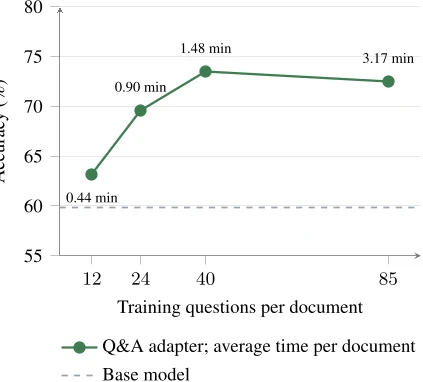 80
75
70
65
60
55
Accuracy (%)
1.48 min
3.17 min
0.90 min
0.44 min
12 24 40 85
Training questions per document
Q&A adapter; average time per document
Base model